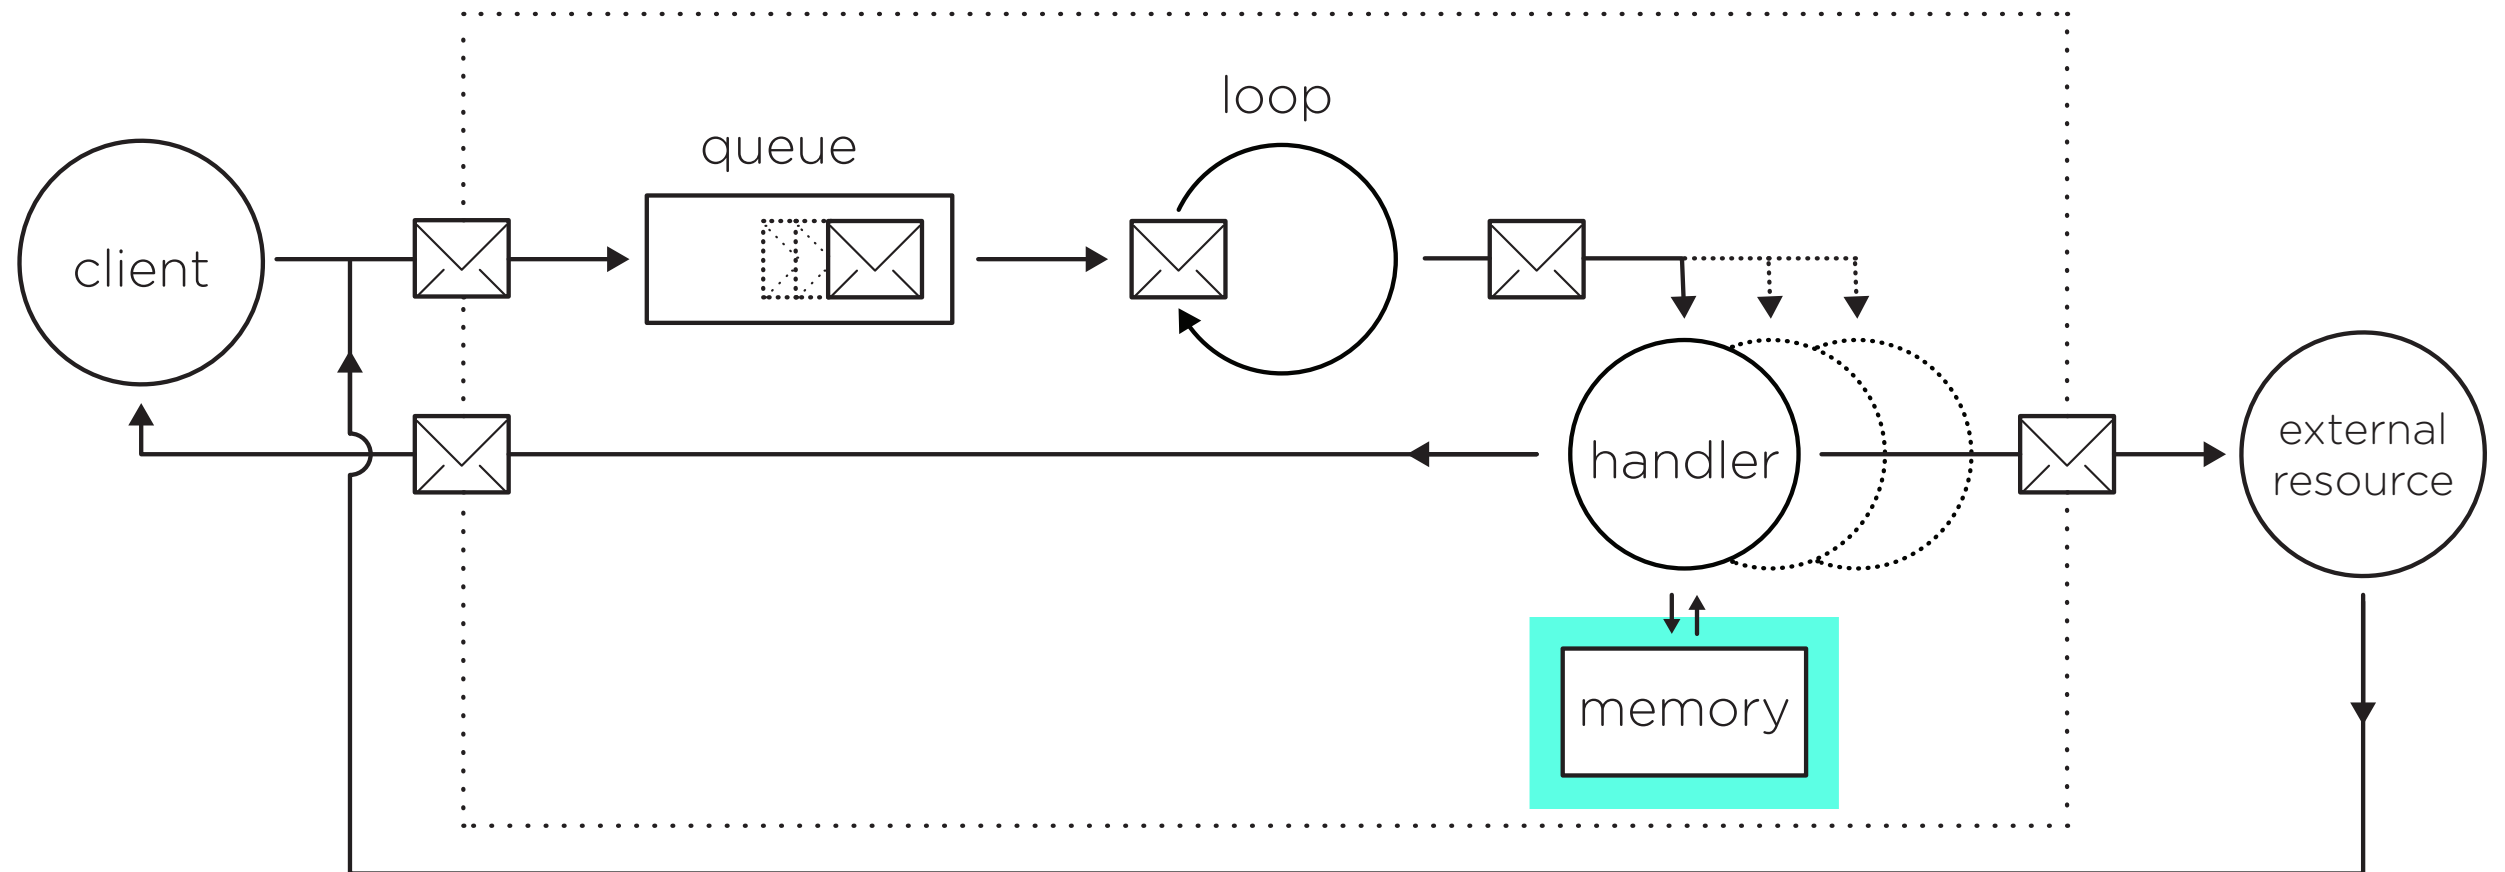 loop
queue
client
external
resource
handler
memory